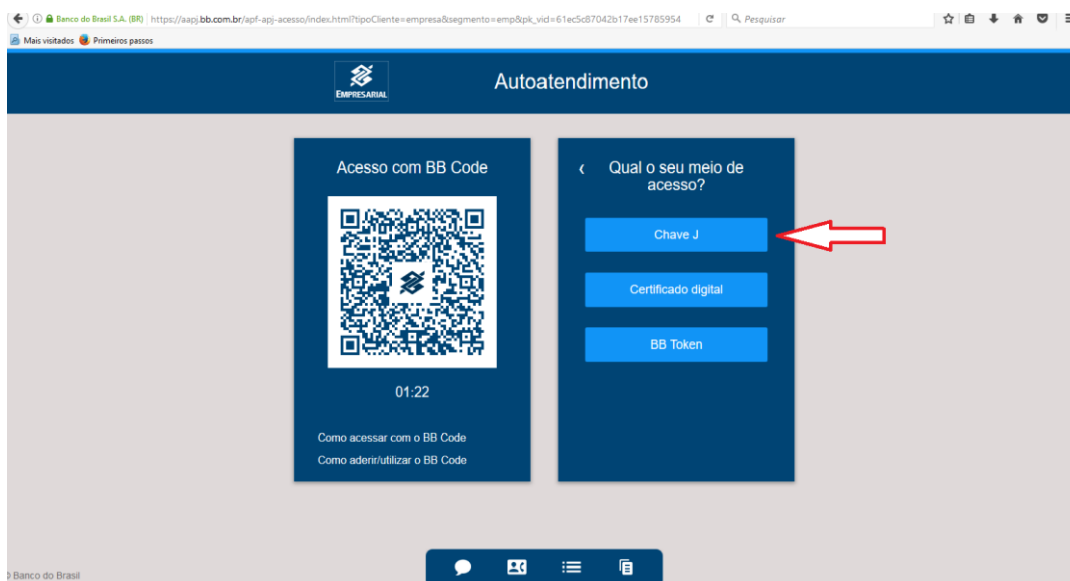 Banco do Brasil S.A. (BR) https://aapj.bb.com.br/apf-apj-acesso/index.html?tipoCliente=empresa&segmento=emp&pk_vid=61ec5c87042b17ee15785954 Pesquisar
Mais visitados Primeiros passos
EMPRESARIAL
Autoatendimento
Acesso com BB Code
01:22
Como acessar com o BB Code
Como aderir/utilizar o BB Code
Qual o seu meio de
acesso?
Chave J
Certificado digital
BB Token
© Banco do Brasil